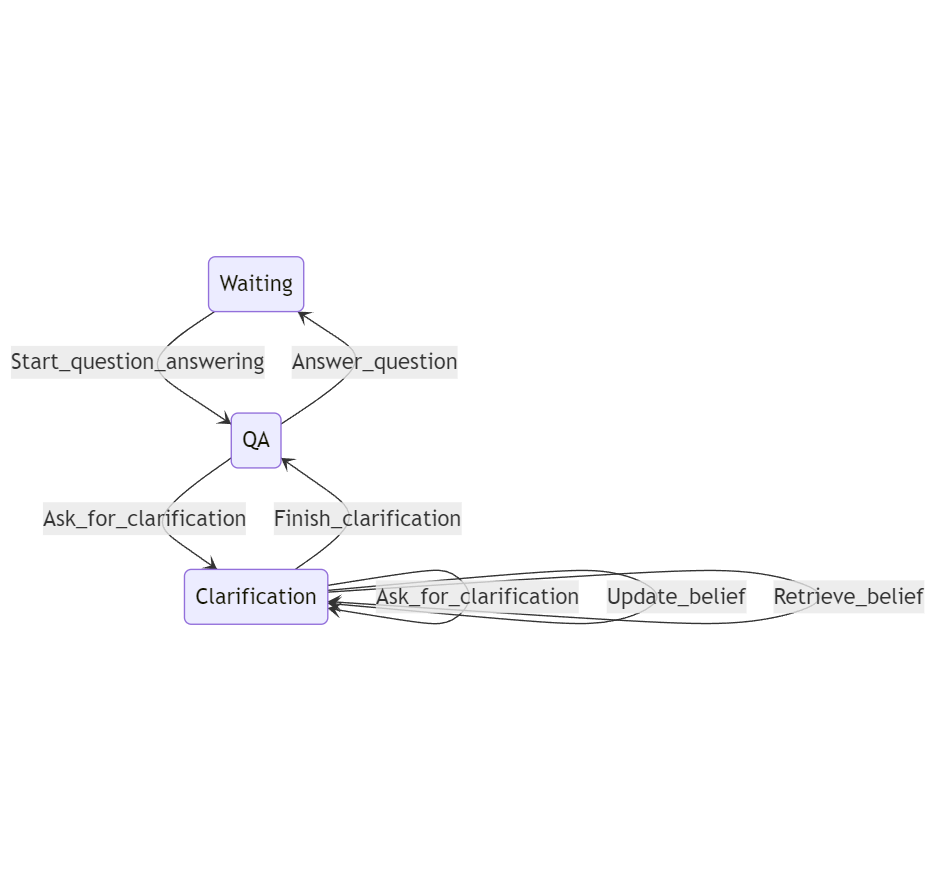 Waiting
Start_question_answering
Answer_question
QA
Ask_for_clarification
Finish_clarification
Clarification
Ask_for_clarification
Update_belief
Retrieve_belief